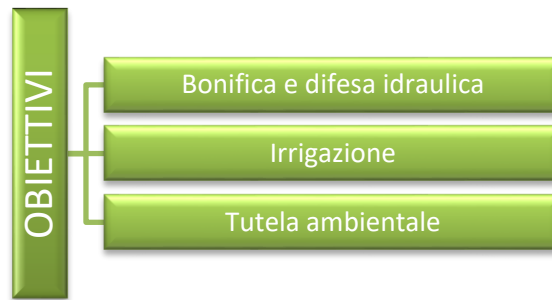 OBIETTIVI
Bonifica e difesa idraulica
Irrigazione
Tutela ambientale